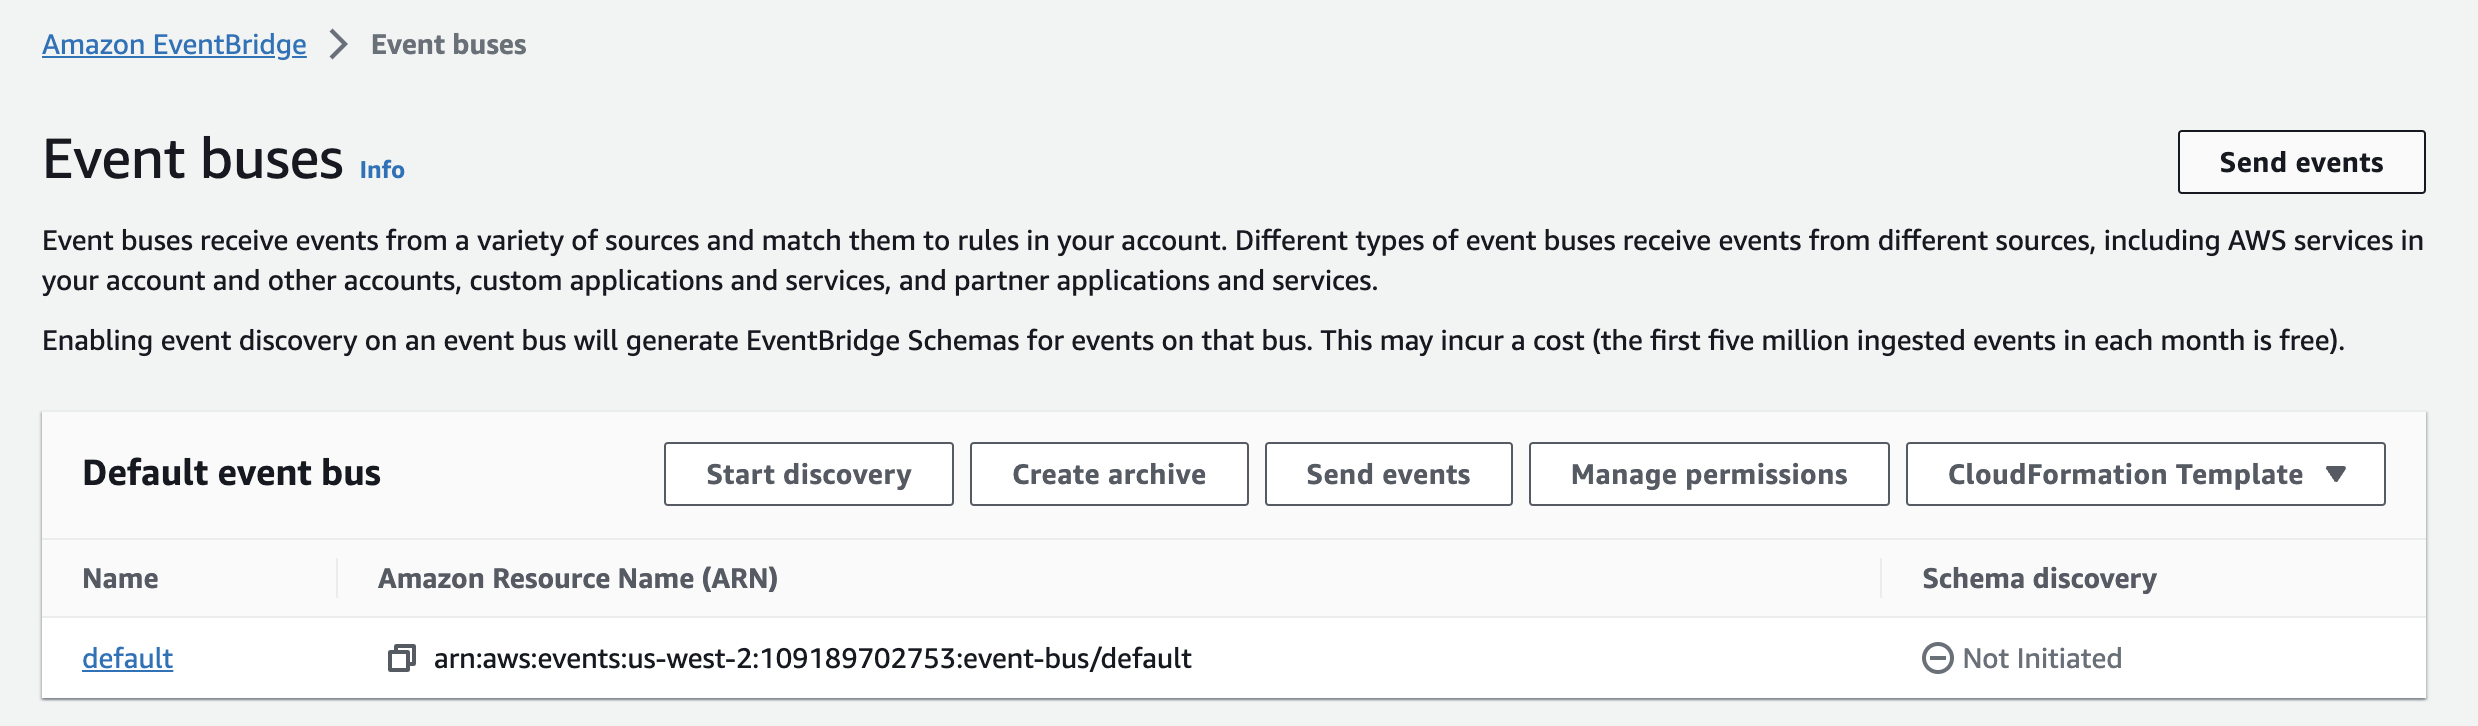 Amazon EventBridge > Event buses
Event buses Info
Send events
Event buses receive events from a variety of sources and match them to rules in your account. Different types of event buses receive events from different sources, including AWS services in
your account and other accounts, custom applications and services, and partner applications and services.
Enabling event discovery on an event bus will generate EventBridge Schemas for events on that bus. This may incur a cost (the first five million ingested events in each month is free).
Default event bus
Start discovery
Create archive
Send events
Manage permissions
CloudFormation Template
Name
Amazon Resource Name (ARN)
Schema discovery
default
arn:aws:events:us-west-2:109189702753:event-bus/default
Not Initiated